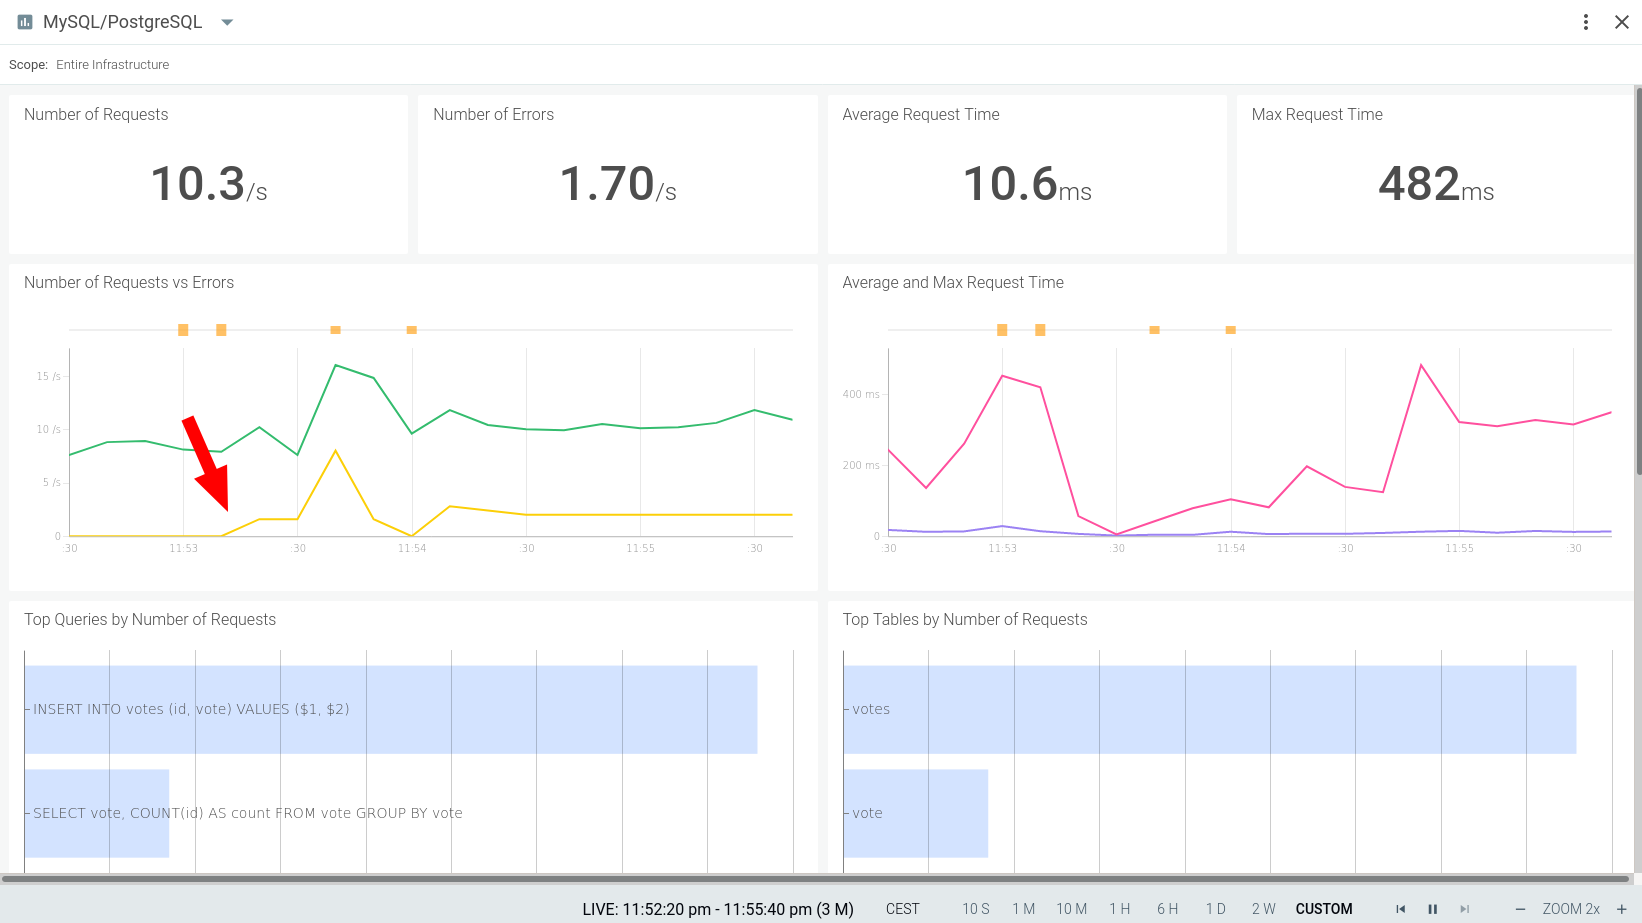 MySQL/PostgreSQL
Scope: Entire Infrastructure
Number of Requests
10.3/s
Number of Errors
1.70/s
Average Request Time
10.6ms
Max Request Time
482ms
Number of Requests vs Errors
15 /s
10 /s
5 /s
0
:30 11:53 :30 11:54 :30 11:55 :30
Average and Max Request Time
400 ms
200 ms
0
:30 11:53 :30 11:54 :30 11:55 :30
Top Queries by Number of Requests
INSERT INTO votes (id, vote) VALUES ($1, $2)
SELECT vote, COUNT(id) AS count FROM vote GROUP BY vote
Top Tables by Number of Requests
votes
vote
LIVE: 11:52:20 pm - 11:55:40 pm (3 M) CEST 10 S 1 M 10 M 1 H 6 H 1 D 2 W CUSTOM − ZOOM 2x +